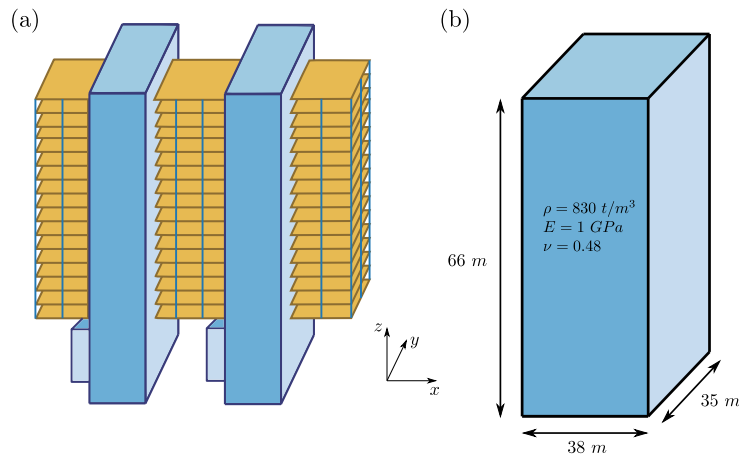 (a)
(b)
ρ = 830 t/m³
E = 1 GPa
ν = 0.48
66 m
z
y
x
35 m
38 m